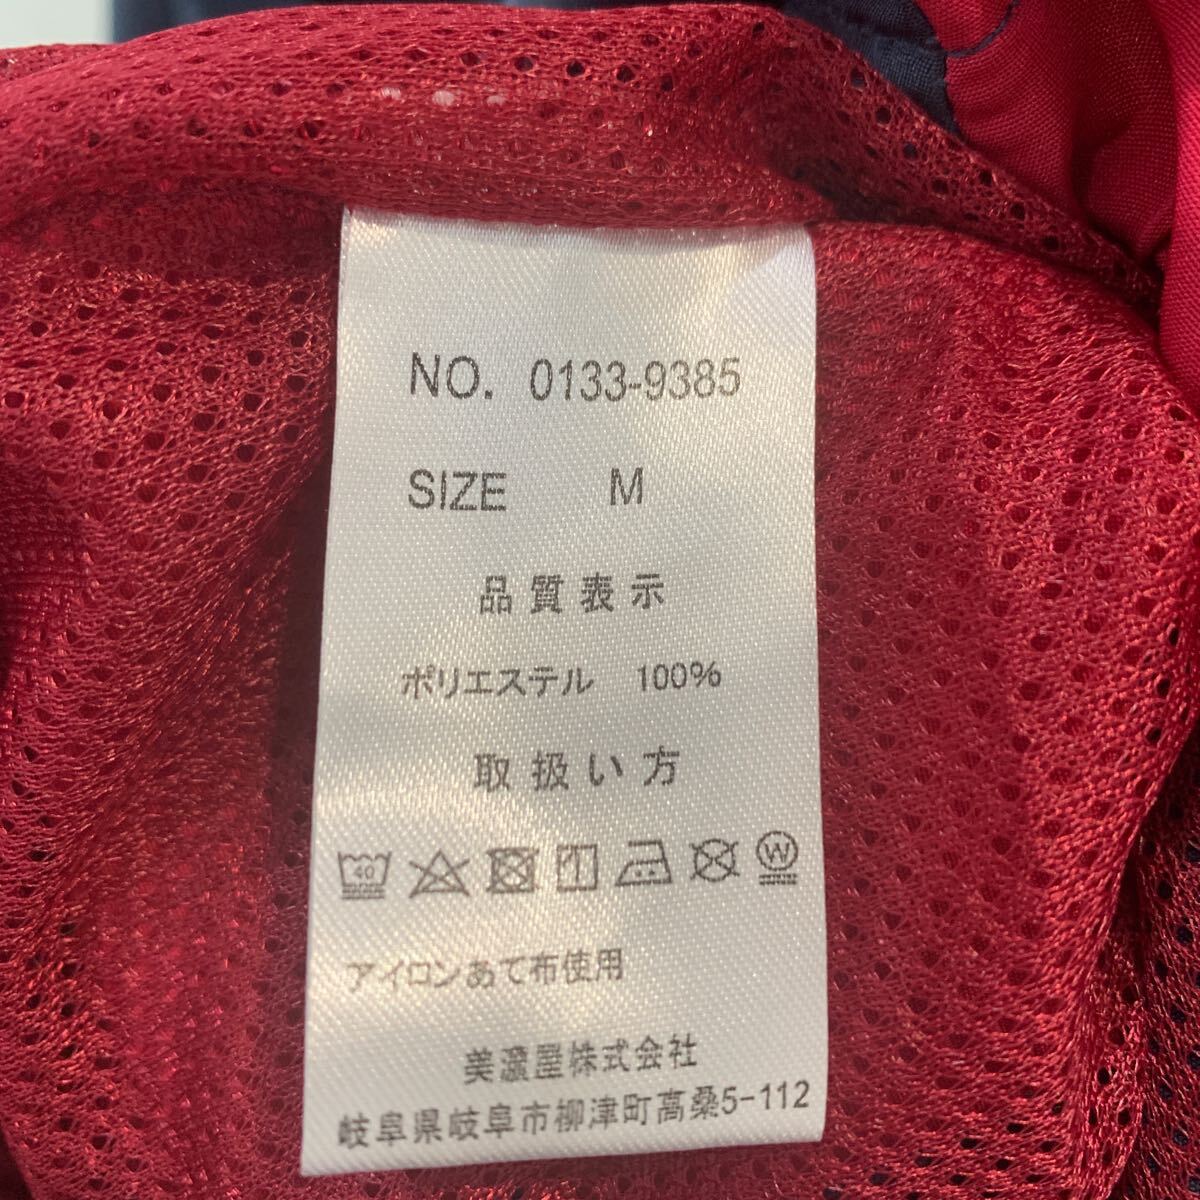 NO. 0133-9385
SIZE M
品質表示
ポリエステル 100%
取扱い方
40 W
アイロンあて布使用
美濃屋株式会社
岐阜県岐阜市柳津町高桑5-112